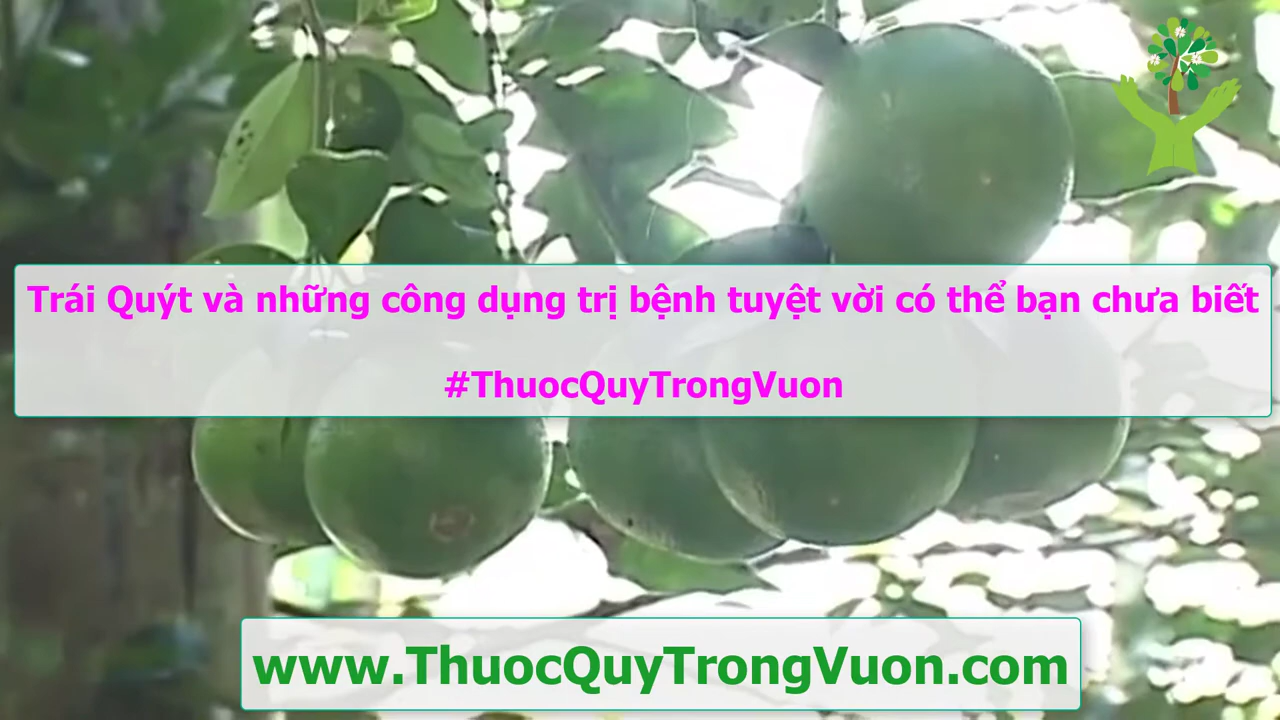 Trái Quýt và những công dụng trị bệnh tuyệt vời có thể bạn chưa biết
#ThuocQuyTrongVuon
www.ThuocQuyTrongVuon.com